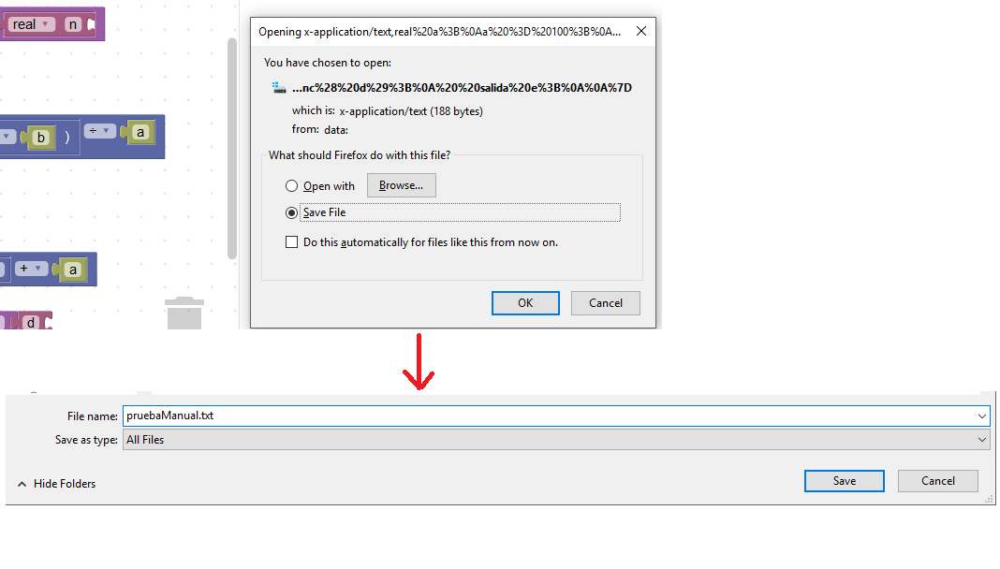 real n
Opening x-application/text,real%20a%3B%0Aa%20%3D%20100%3B%0A...
You have chosen to open:
...nc%28%20d%29%3B%0A%20%20salida%20e%3B%0A%0A%7D
which is: x-application/text (188 bytes)
from: data:
b ) ÷ a
What should Firefox do with this file?
Open with Browse...
Save File
Do this automatically for files like this from now on.
+ a
OK Cancel
d
File name: pruebaManual.txt
Save as type: All Files
Hide Folders Save Cancel